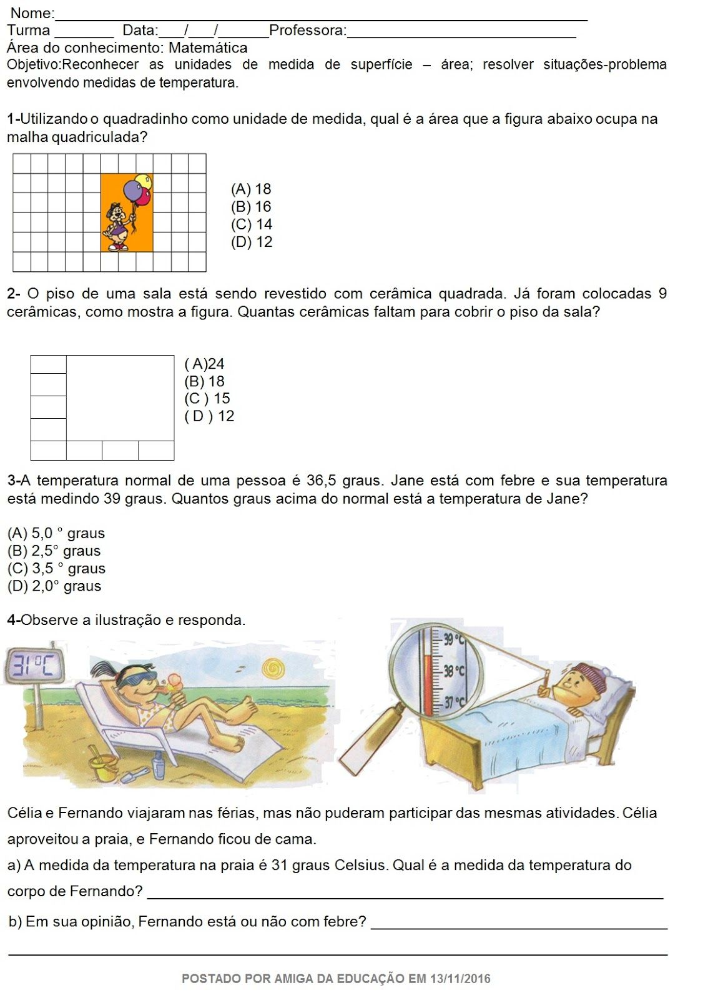 Nome:
Turma Data: / / Professora:
Área do conhecimento: Matemática
Objetivo:Reconhecer as unidades de medida de superfície – área; resolver situações-problema
envolvendo medidas de temperatura.
1-Utilizando o quadradinho como unidade de medida, qual é a área que a figura abaixo ocupa na
malha quadriculada?
(A) 18
(B) 16
(C) 14
(D) 12
2- O piso de uma sala está sendo revestido com cerâmica quadrada. Já foram colocadas 9
cerâmicas, como mostra a figura. Quantas cerâmicas faltam para cobrir o piso da sala?
( A)24
(B) 18
(C ) 15
( D ) 12
3-A temperatura normal de uma pessoa é 36,5 graus. Jane está com febre e sua temperatura
está medindo 39 graus. Quantos graus acima do normal está a temperatura de Jane?
(A) 5,0 ° graus
(B) 2,5° graus
(C) 3,5 ° graus
(D) 2,0° graus
4-Observe a ilustração e responda.
31°C
39 °C
38 °C
37 °C
Célia e Fernando viajaram nas férias, mas não puderam participar das mesmas atividades. Célia
aproveitou a praia, e Fernando ficou de cama.
a) A medida da temperatura na praia é 31 graus Celsius. Qual é a medida da temperatura do
corpo de Fernando?
b) Em sua opinião, Fernando está ou não com febre?
POSTADO POR AMIGA DA EDUCAÇÃO EM 13/11/2016